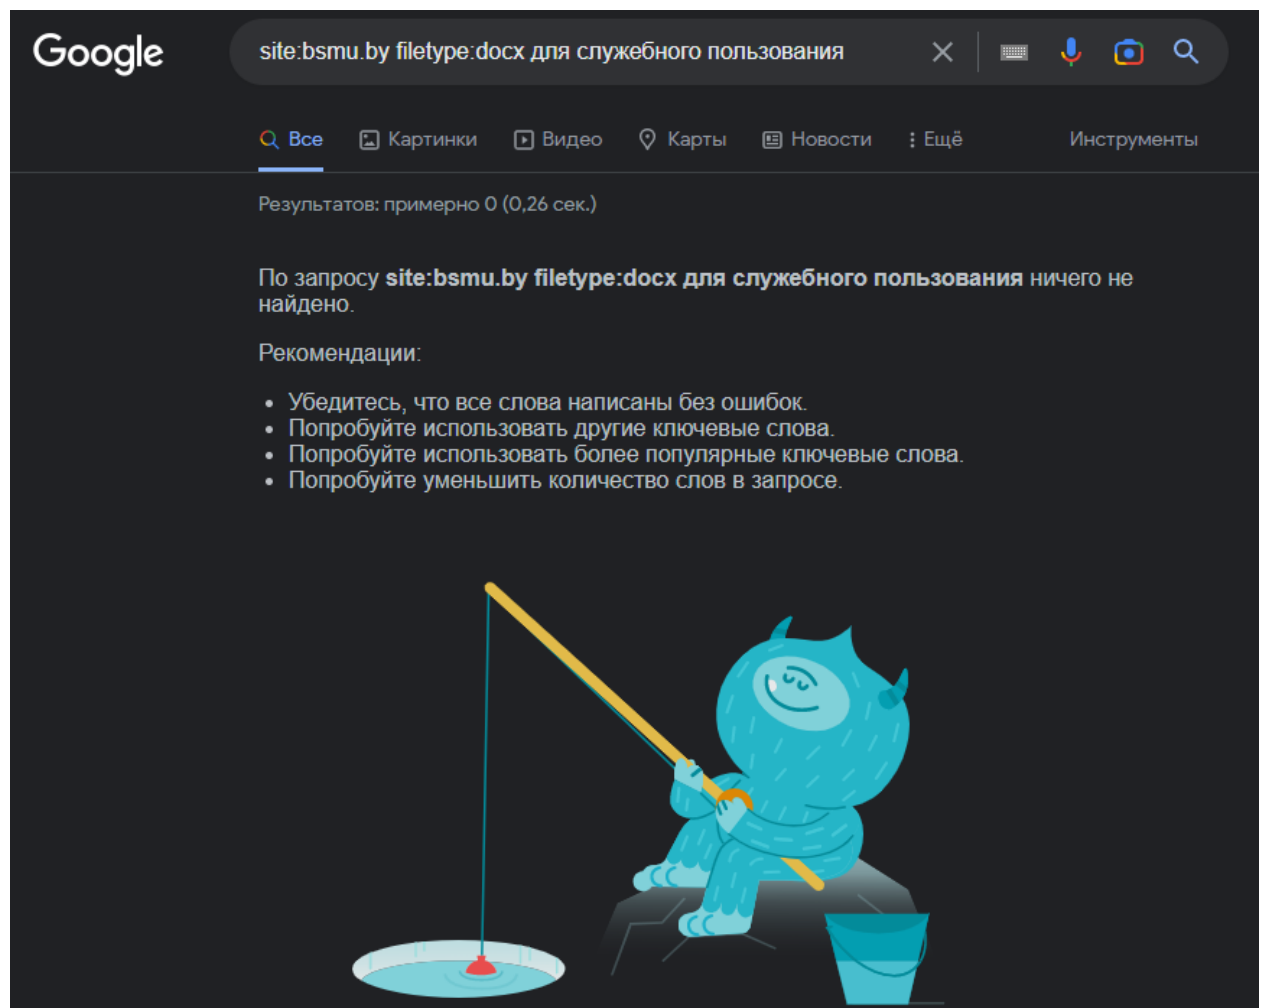 Google
site:bsmu.by filetype:docx для служебного пользования
Все
Картинки
Видео
Карты
Новости
Ещё
Инструменты
Результатов: примерно 0 (0,26 сек.)
По запросу site:bsmu.by filetype:docx для служебного пользования ничего не
найдено.
Рекомендации:
Убедитесь, что все слова написаны без ошибок.
Попробуйте использовать другие ключевые слова.
Попробуйте использовать более популярные ключевые слова.
Попробуйте уменьшить количество слов в запросе.